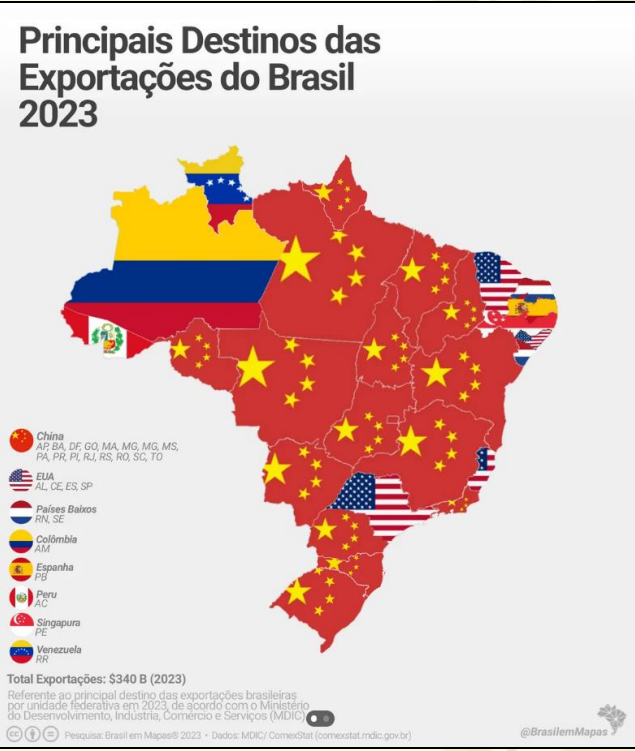 Principais Destinos das
Exportações do Brasil
2023
China
AP, BA, DF, GO, MA, MG, MG, MS,
PA, PR, PI, RJ, RS, RO, SC, TO
EUA
AL, CE, ES, SP
Países Baixos
RN, SE
Colômbia
AM
Espanha
PB
Peru
AC
Singapura
PE
Venezuela
RR
Total Exportações: $340 B (2023)
Referente ao principal destino das exportações brasileiras
por unidade federativa em 2023, de acordo com o Ministério
do Desenvolvimento, Indústria, Comércio e Serviços (MDIC)
Pesquisa: Brasil em Mapas® 2023 • Dados: MDIC/ ComexStat (comexstat.mdic.gov.br)
@BrasilemMapas